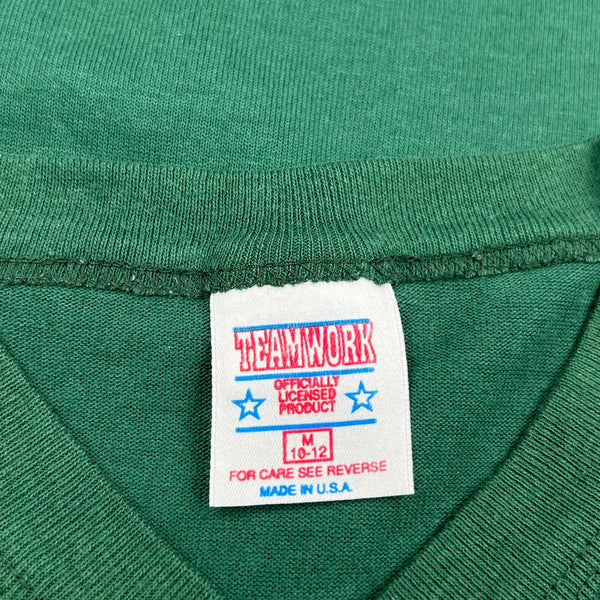 TEAMWORK
OFFICIALLY
LICENSED
PRODUCT
M
10-12
FOR CARE SEE REVERSE
MADE IN U.S.A.